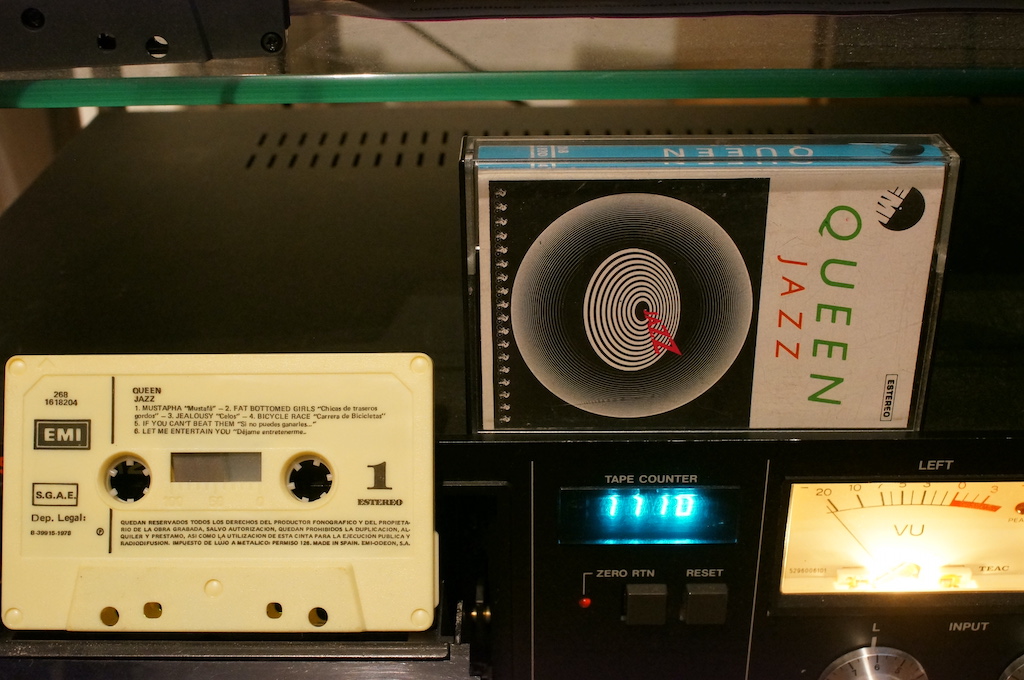 268
1618204
EMI
S.G.A.E.
Dep. Legal:
B-39915-1978
QUEEN
JAZZ
1. MUSTAPHA "Mustafá" – 2. FAT BOTTOMED GIRLS "Chicas de traseros
gordos" – 3. JEALOUSY "Celos" – 4. BICYCLE RACE "Carrera de Bicicletas"
5. IF YOU CAN'T BEAT THEM "Si no puedes ganarles..."
6. LET ME ENTERTAIN YOU "Déjame entretenerme..
1
ESTEREO
QUEDAN RESERVADOS TODOS LOS DERECHOS DEL PRODUCTOR FONOGRAFICO Y DEL PROPIETA-
RIO DE LA OBRA GRABADA, SALVO AUTORIZACION, QUEDAN PROHIBIDOS LA DUPLICACION, AL-
QUILER Y PRESTAMO, ASI COMO LA UTILIZACION DE ESTA CINTA PARA LA EJECUCION PUBLICA Y
RADIODIFUSION. IMPUESTO DE LUJO A METALICO: PERMISO 126. MADE IN SPAIN. EMI-ODEON, S.A.
QUEEN
EMI
QUEEN
JAZZ
JAZZ
ESTEREO
TAPE COUNTER
ZERO RTN
RESET
LEFT
20 10 7 5 3 0 3
VU
PEA
TEAC
L
INPUT